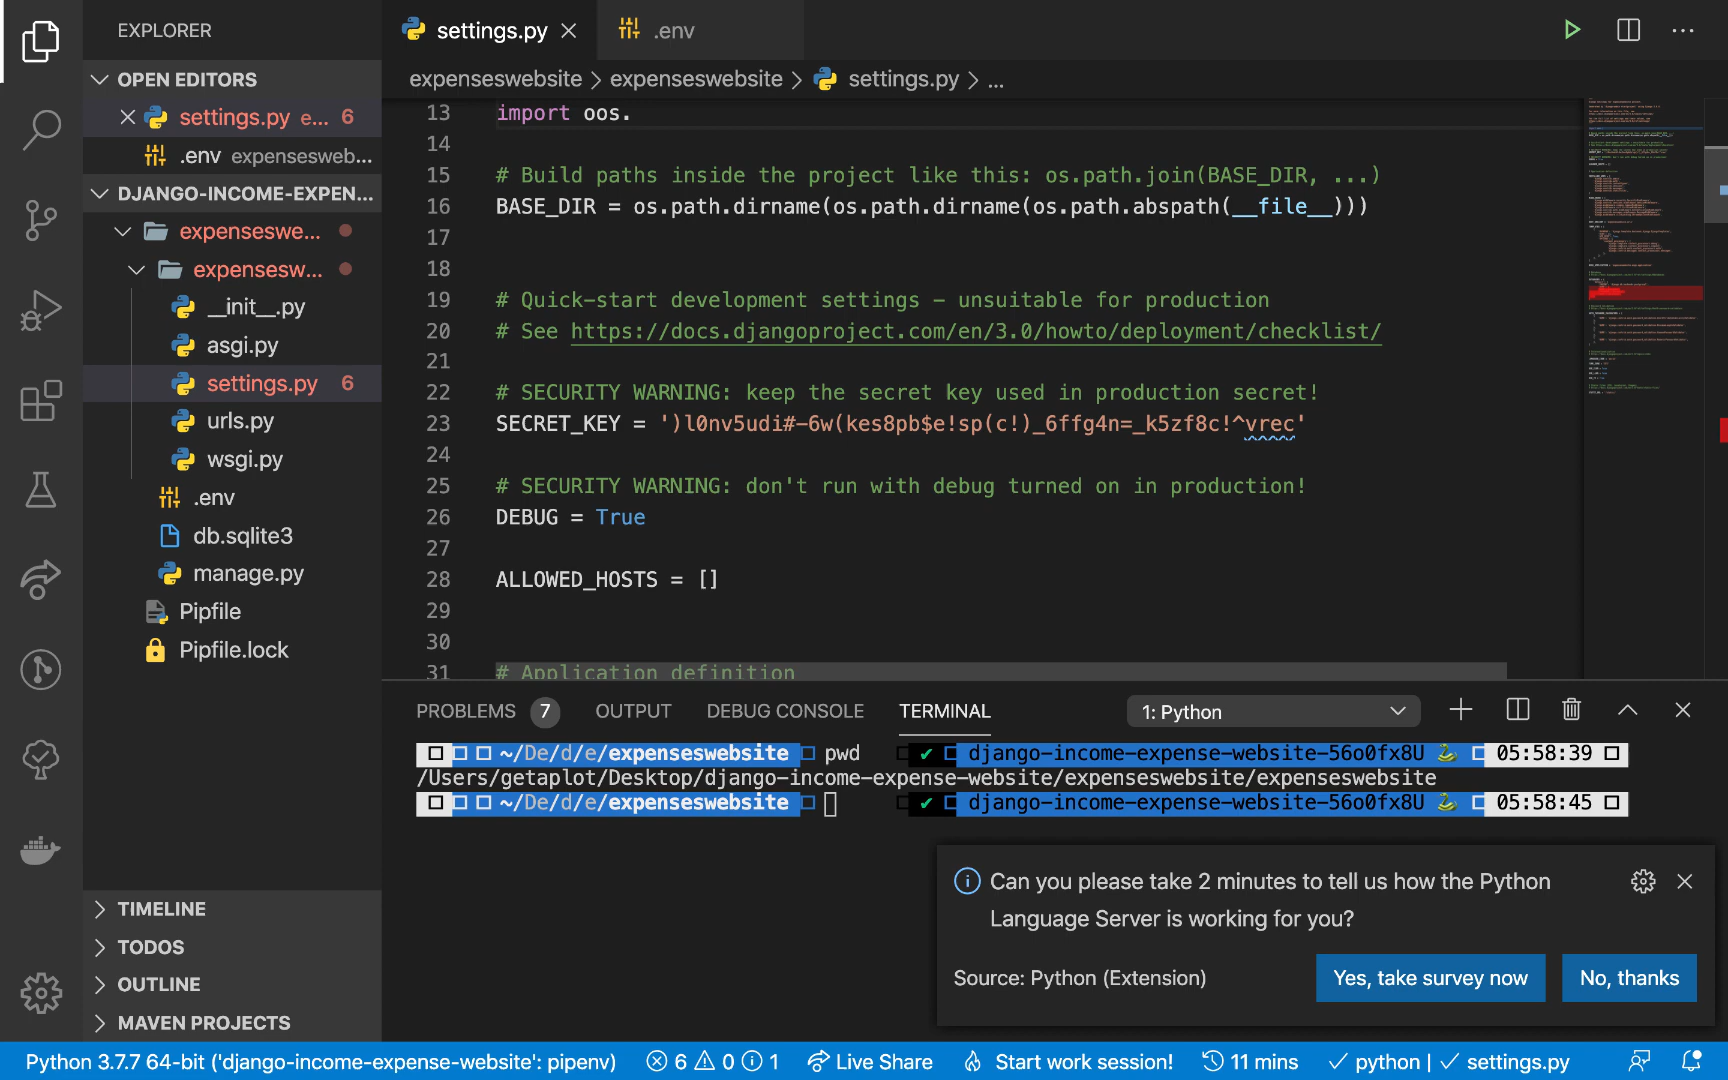 EXPLORER
OPEN EDITORS
settings.py e... 6
.env expensesweb...
DJANGO-INCOME-EXPEN...
expenseswe...
expensesw...
__init__.py
asgi.py
settings.py 6
urls.py
wsgi.py
.env
db.sqlite3
manage.py
Pipfile
Pipfile.lock
TIMELINE
TODOS
OUTLINE
MAVEN PROJECTS
settings.py
.env
expenseswebsite > expenseswebsite > settings.py > ...
13 import oos.
14
15 # Build paths inside the project like this: os.path.join(BASE_DIR, ...)
16 BASE_DIR = os.path.dirname(os.path.dirname(os.path.abspath(__file__)))
17
18
19 # Quick-start development settings - unsuitable for production
20 # See https://docs.djangoproject.com/en/3.0/howto/deployment/checklist/
21
22 # SECURITY WARNING: keep the secret key used in production secret!
23 SECRET_KEY = ')l0nv5udi#-6w(kes8pb$e!sp(c!)_6ffg4n=_k5zf8c!^vrec'
24
25 # SECURITY WARNING: don't run with debug turned on in production!
26 DEBUG = True
27
28 ALLOWED_HOSTS = []
29
30
31 # Application definition
PROBLEMS 7 OUTPUT DEBUG CONSOLE TERMINAL 1: Python
~/De/d/e/expenseswebsite pwd ✔ django-income-expense-website-56o0fx8U 🐍 05:58:39
/Users/getaplot/Desktop/django-income-expense-website/expenseswebsite/expenseswebsite
~/De/d/e/expenseswebsite ✔ django-income-expense-website-56o0fx8U 🐍 05:58:45
Can you please take 2 minutes to tell us how the Python
Language Server is working for you?
Source: Python (Extension) Yes, take survey now No, thanks
Python 3.7.7 64-bit ('django-income-expense-website': pipenv) 6 0 1 Live Share Start work session! 11 mins ✓ python | ✓ settings.py